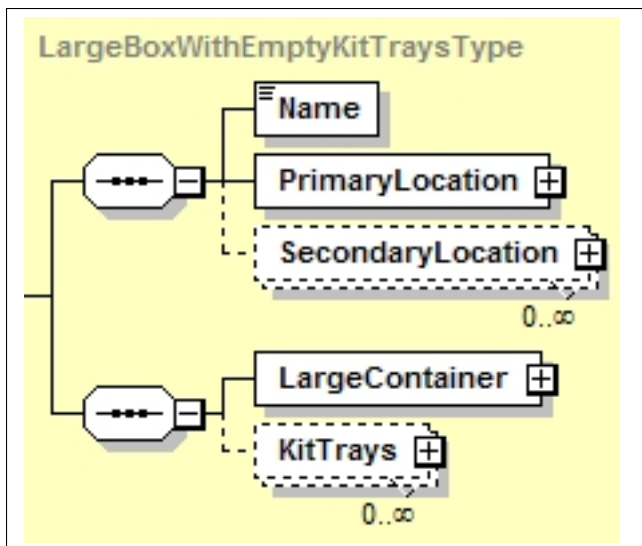 LargeBoxWithEmptyKitTraysType
Name
PrimaryLocation
SecondaryLocation
0..∞
LargeContainer
KitTrays
0..∞